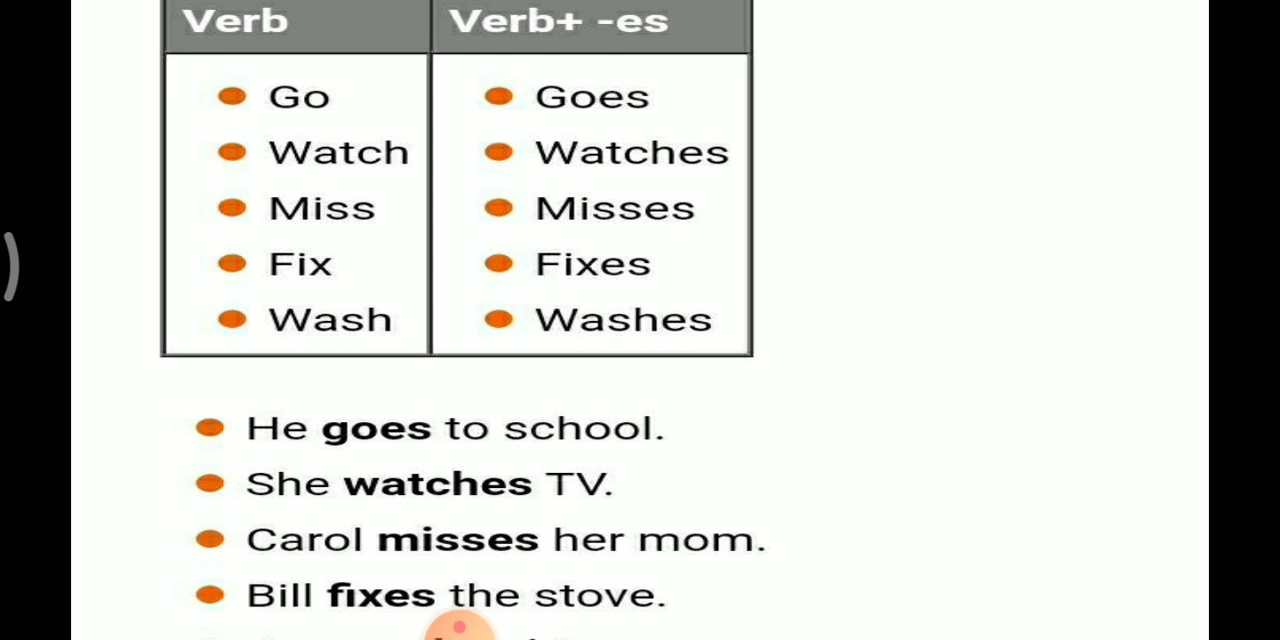 Verb Verb+ -es
Go Goes
Watch Watches
Miss Misses
Fix Fixes
Wash Washes
He goes to school.
She watches TV.
Carol misses her mom.
Bill fixes the stove.